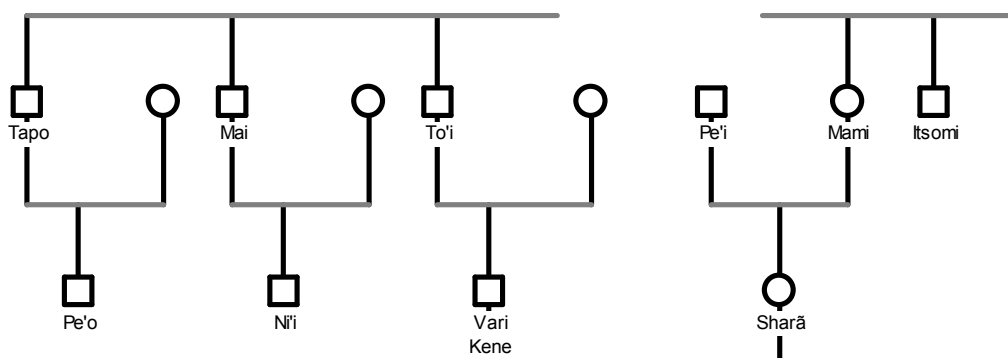 Tapo
Mai
To'i
Pe'i
Mami
Itsomi
Pe'o
Ni'i
Vari
Kene
Sharã